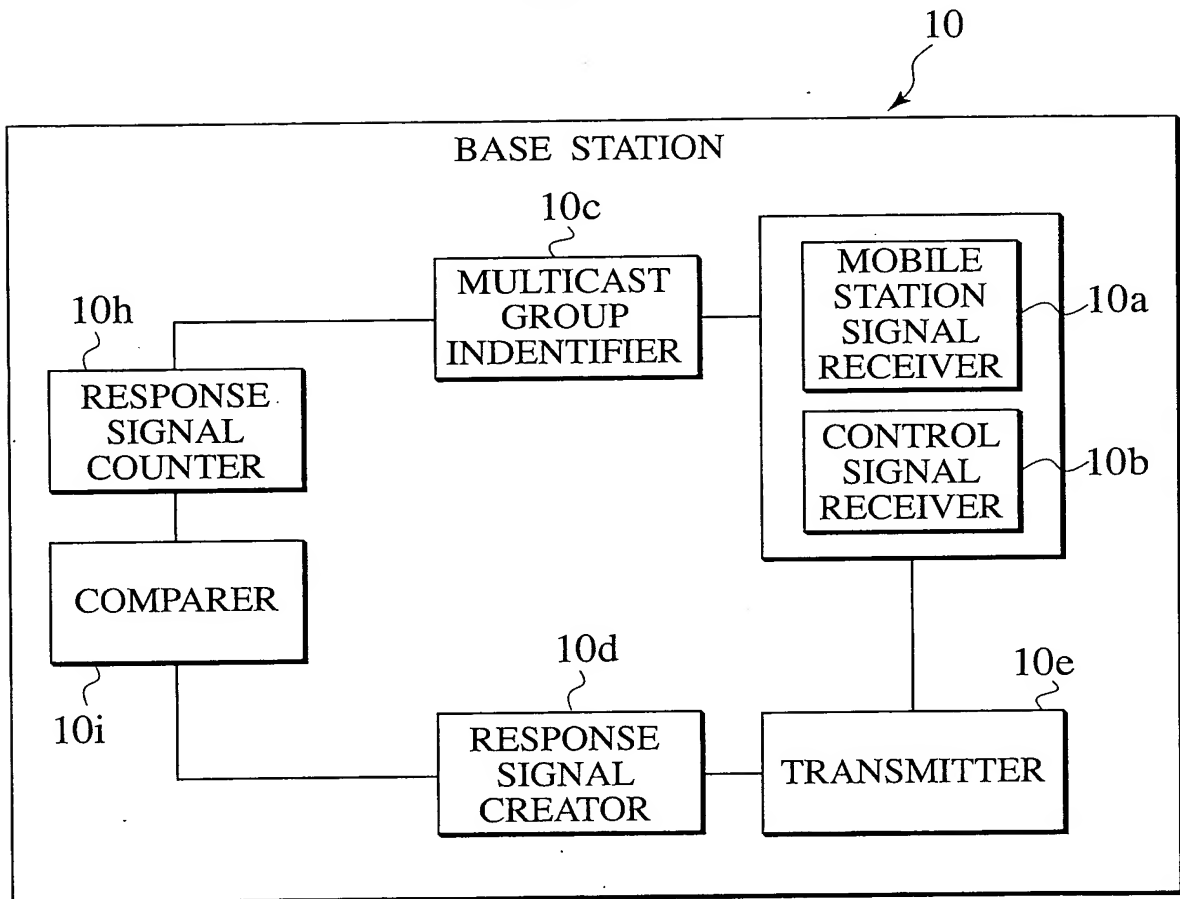 10
BASE STATION
10c
MULTICAST
GROUP
INDENTIFIER
MOBILE
STATION
SIGNAL
RECEIVER
10a
CONTROL
SIGNAL
RECEIVER
10b
10h
RESPONSE
SIGNAL
COUNTER
COMPARER
10i
10d
RESPONSE
SIGNAL
CREATOR
10e
TRANSMITTER